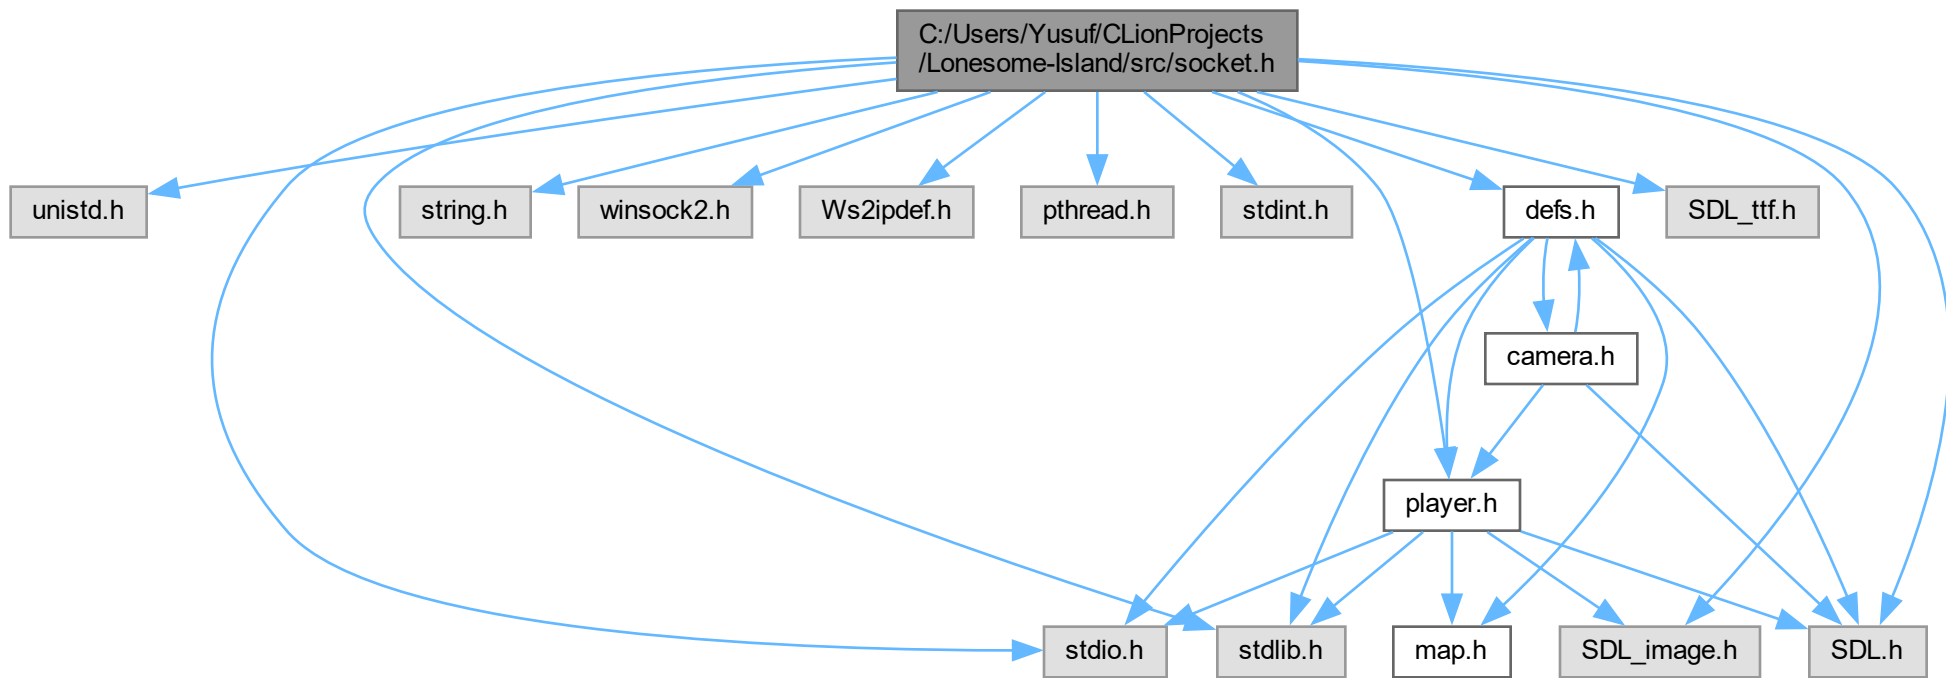 C:/Users/Yusuf/CLionProjects
/Lonesome-Island/src/socket.h
unistd.h
string.h
winsock2.h
Ws2ipdef.h
pthread.h
stdint.h
defs.h
SDL_ttf.h
camera.h
player.h
stdio.h
stdlib.h
map.h
SDL_image.h
SDL.h